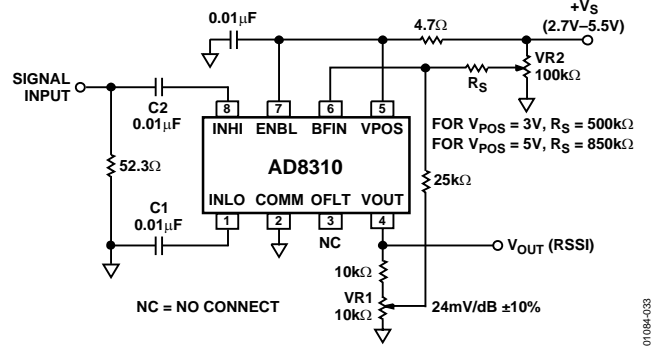 0.01μF
4.7Ω
+VS
(2.7V–5.5V)
SIGNAL
INPUT
C2
0.01μF
VR2
100kΩ
RS
8 7 6 5
INHI ENBL BFIN VPOS
FOR VPOS = 3V, RS = 500kΩ
FOR VPOS = 5V, RS = 850kΩ
52.3Ω
AD8310
25kΩ
C1
0.01μF
INLO COMM OFLT VOUT
1 2 3 4
NC
VOUT (RSSI)
10kΩ
NC = NO CONNECT
VR1
10kΩ
24mV/dB ±10%
01084-033